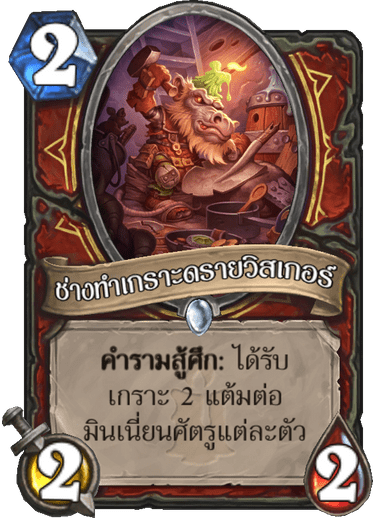 2
ช่างทำเกราะดรายวิสเกอร์
คำรามสู้ศึก: ได้รับ
เกราะ 2 แต้มต่อ
มินเนี่ยนศัตรูแต่ละตัว
2
2